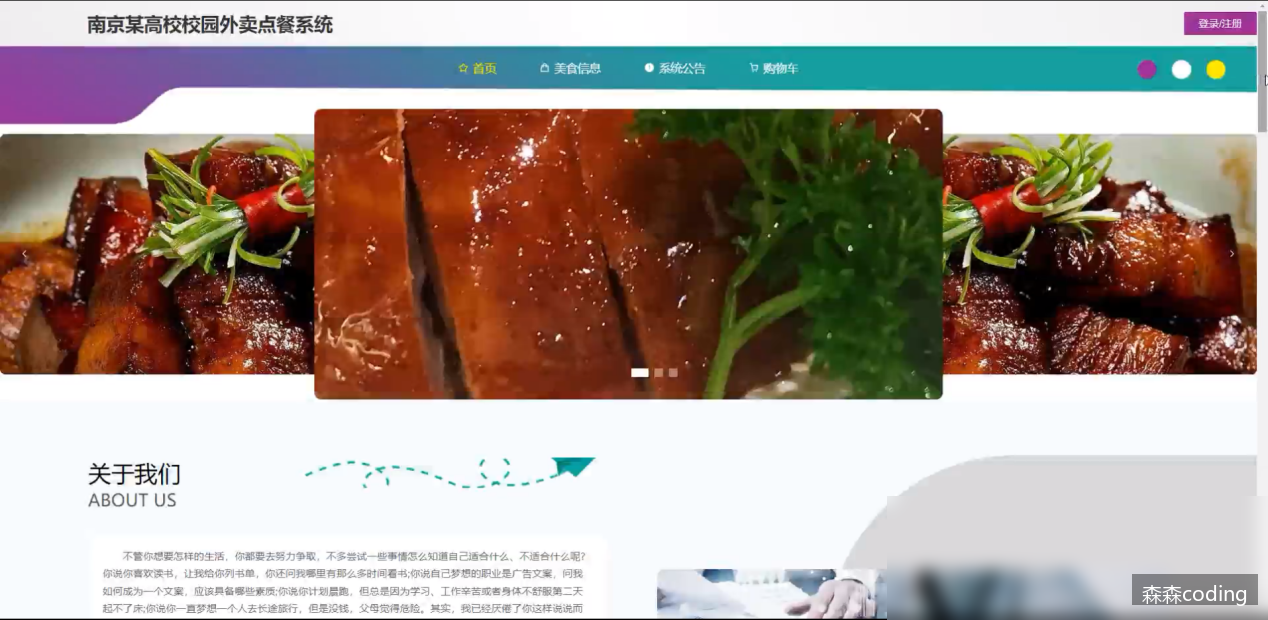 南京某高校校园外卖点餐系统
登录/注册
首页
美食信息
系统公告
购物车
关于我们
ABOUT US
不管你想要怎样的生活，你都要去努力争取，不多尝试一些事情怎么知道自己适合什么、不适合什么呢?
你说你喜欢读书，让我给你列书单，你还问我哪里有那么多时间看书;你说自己梦想的职业是广告文案，问我
如何成为一个文案，应该具备哪些素质;你说你计划晨跑，但总是因为学习、工作辛苦或者身体不舒服第二天
起不了床;你说你一直梦想一个人去长途旅行，但是没钱，父母觉得危险。其实，我已经厌倦了你这样说说而
森森coding